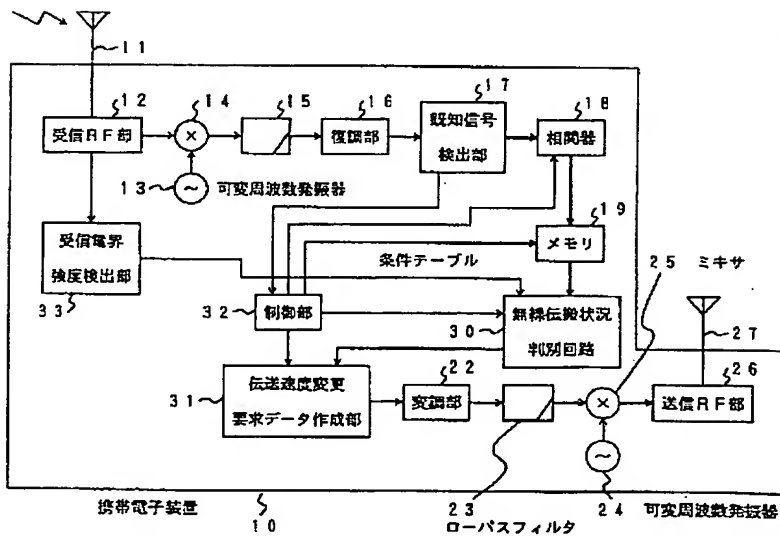 11
12
14
15
16
17
18
受信RF部
×
復調部
既知信号
検出部
相関器
13
~
可変周波数発振器
19
受信電界
強度検出部
33
条件テーブル
メモリ
25
ミキサ
32
制御部
30
無線伝搬状況
判別回路
27
31
伝送速度変更
要求データ作成部
22
変調部
×
26
送信RF部
~
携帯電子装置
10
23
ローパスフィルタ
24
可変周波数発振器